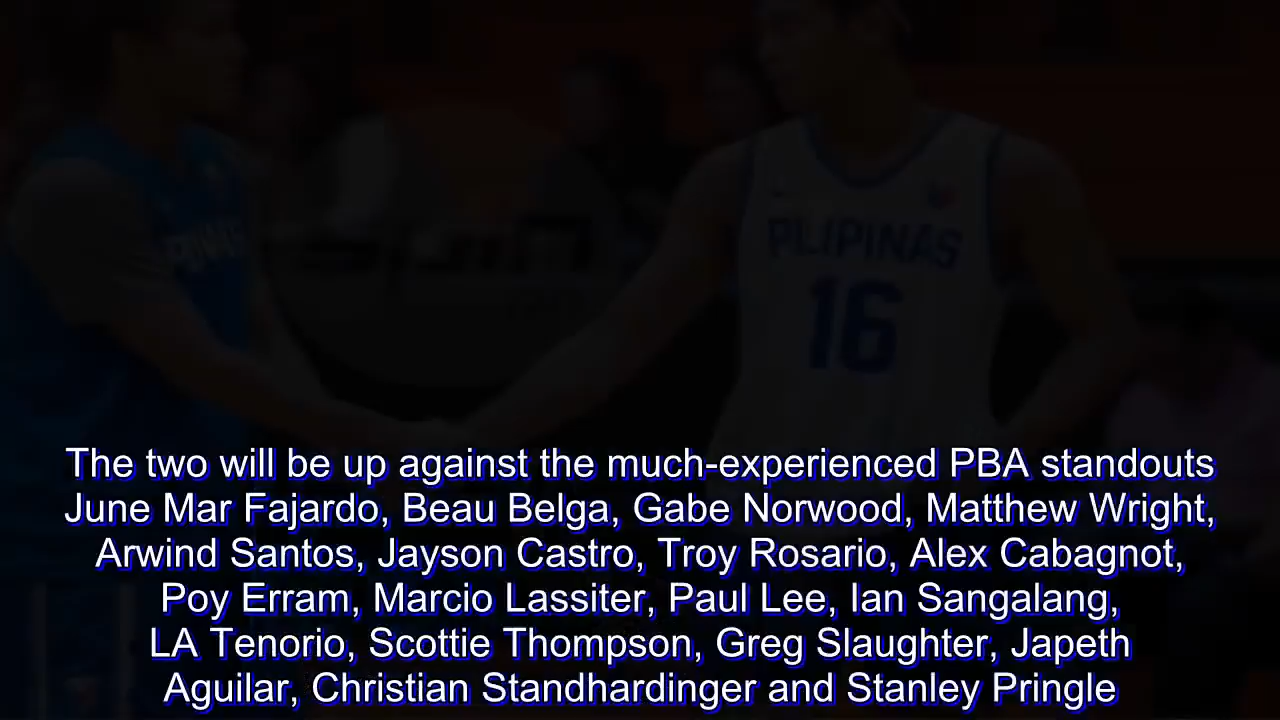 PLIPINAS
16
The two will be up against the much-experienced PBA standouts
June Mar Fajardo, Beau Belga, Gabe Norwood, Matthew Wright,
Arwind Santos, Jayson Castro, Troy Rosario, Alex Cabagnot,
Poy Erram, Marcio Lassiter, Paul Lee, Ian Sangalang,
LA Tenorio, Scottie Thompson, Greg Slaughter, Japeth
Aguilar, Christian Standhardinger and Stanley Pringle